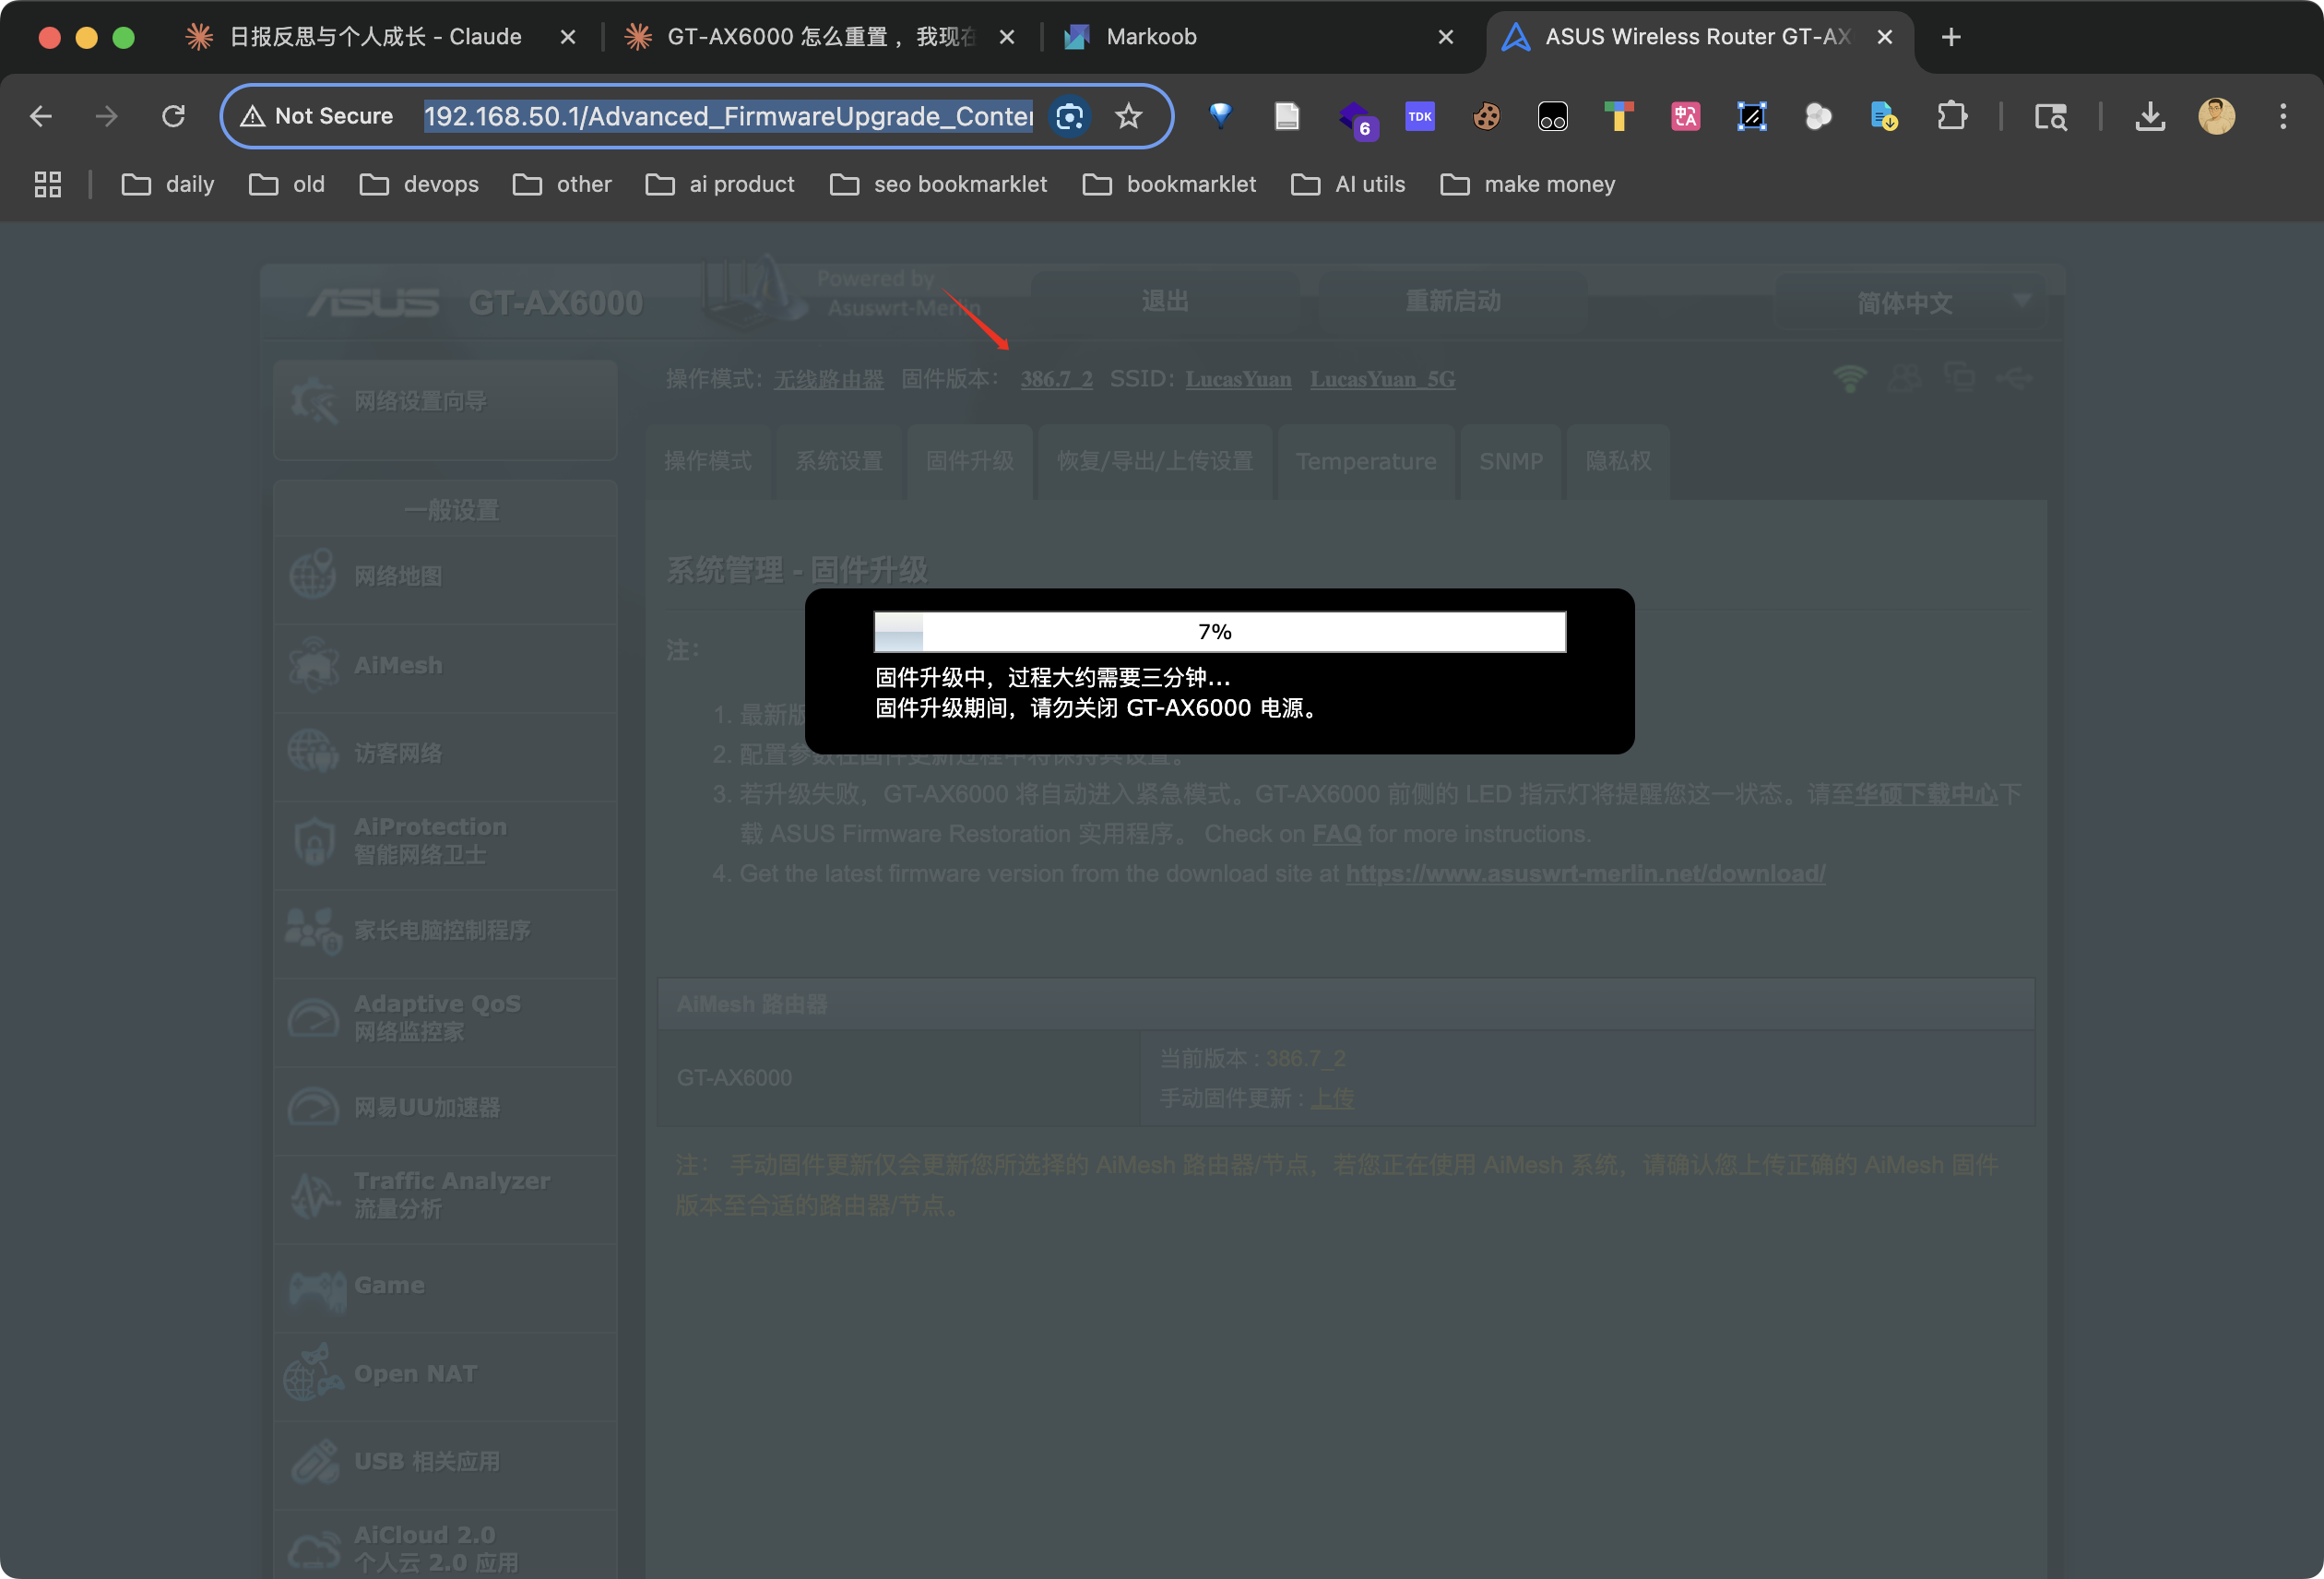 日报反思与个人成长 - Claude
GT-AX6000 怎么重置，我现在
Markoob
ASUS Wireless Router GT-AX
Not Secure
192.168.50.1/Advanced_FirmwareUpgrade_Conter
6
TDK
中A
daily
old
devops
other
ai product
seo bookmarklet
bookmarklet
AI utils
make money
ASUS
GT-AX6000
Powered by
Asuswrt-Merlin
退出
重新启动
简体中文
操作模式： 无线路由器 固件版本： 386.7_2 SSID: LucasYuan LucasYuan_5G
操作模式
系统设置
固件升级
恢复/导出/上传设置
Temperature
SNMP
隐私权
网络设置向导
一般设置
网络地图
AiMesh
访客网络
AiProtection
智能网络卫士
家长电脑控制程序
Adaptive QoS
网络监控家
网易UU加速器
Traffic Analyzer
流量分析
Game
Open NAT
USB 相关应用
AiCloud 2.0
个人云 2.0 应用
系统管理 - 固件升级
注：
7%
固件升级中，过程大约需要三分钟...
固件升级期间，请勿关闭 GT-AX6000 电源。
1. 最新版
2. 配置参数在固件更新过程中将保持其设置。
3. 若升级失败，GT-AX6000 将自动进入紧急模式。GT-AX6000 前侧的 LED 指示灯将提醒您这一状态。请至华硕下载中心下
载 ASUS Firmware Restoration 实用程序。 Check on FAQ for more instructions.
4. Get the latest firmware version from the download site at https://www.asuswrt-merlin.net/download/
AiMesh 路由器
GT-AX6000
当前版本 : 386.7_2
手动固件更新 : 上传
注： 手动固件更新仅会更新您所选择的 AiMesh 路由器/节点，若您正在使用 AiMesh 系统，请确认您上传正确的 AiMesh 固件
版本至合适的路由器/节点。